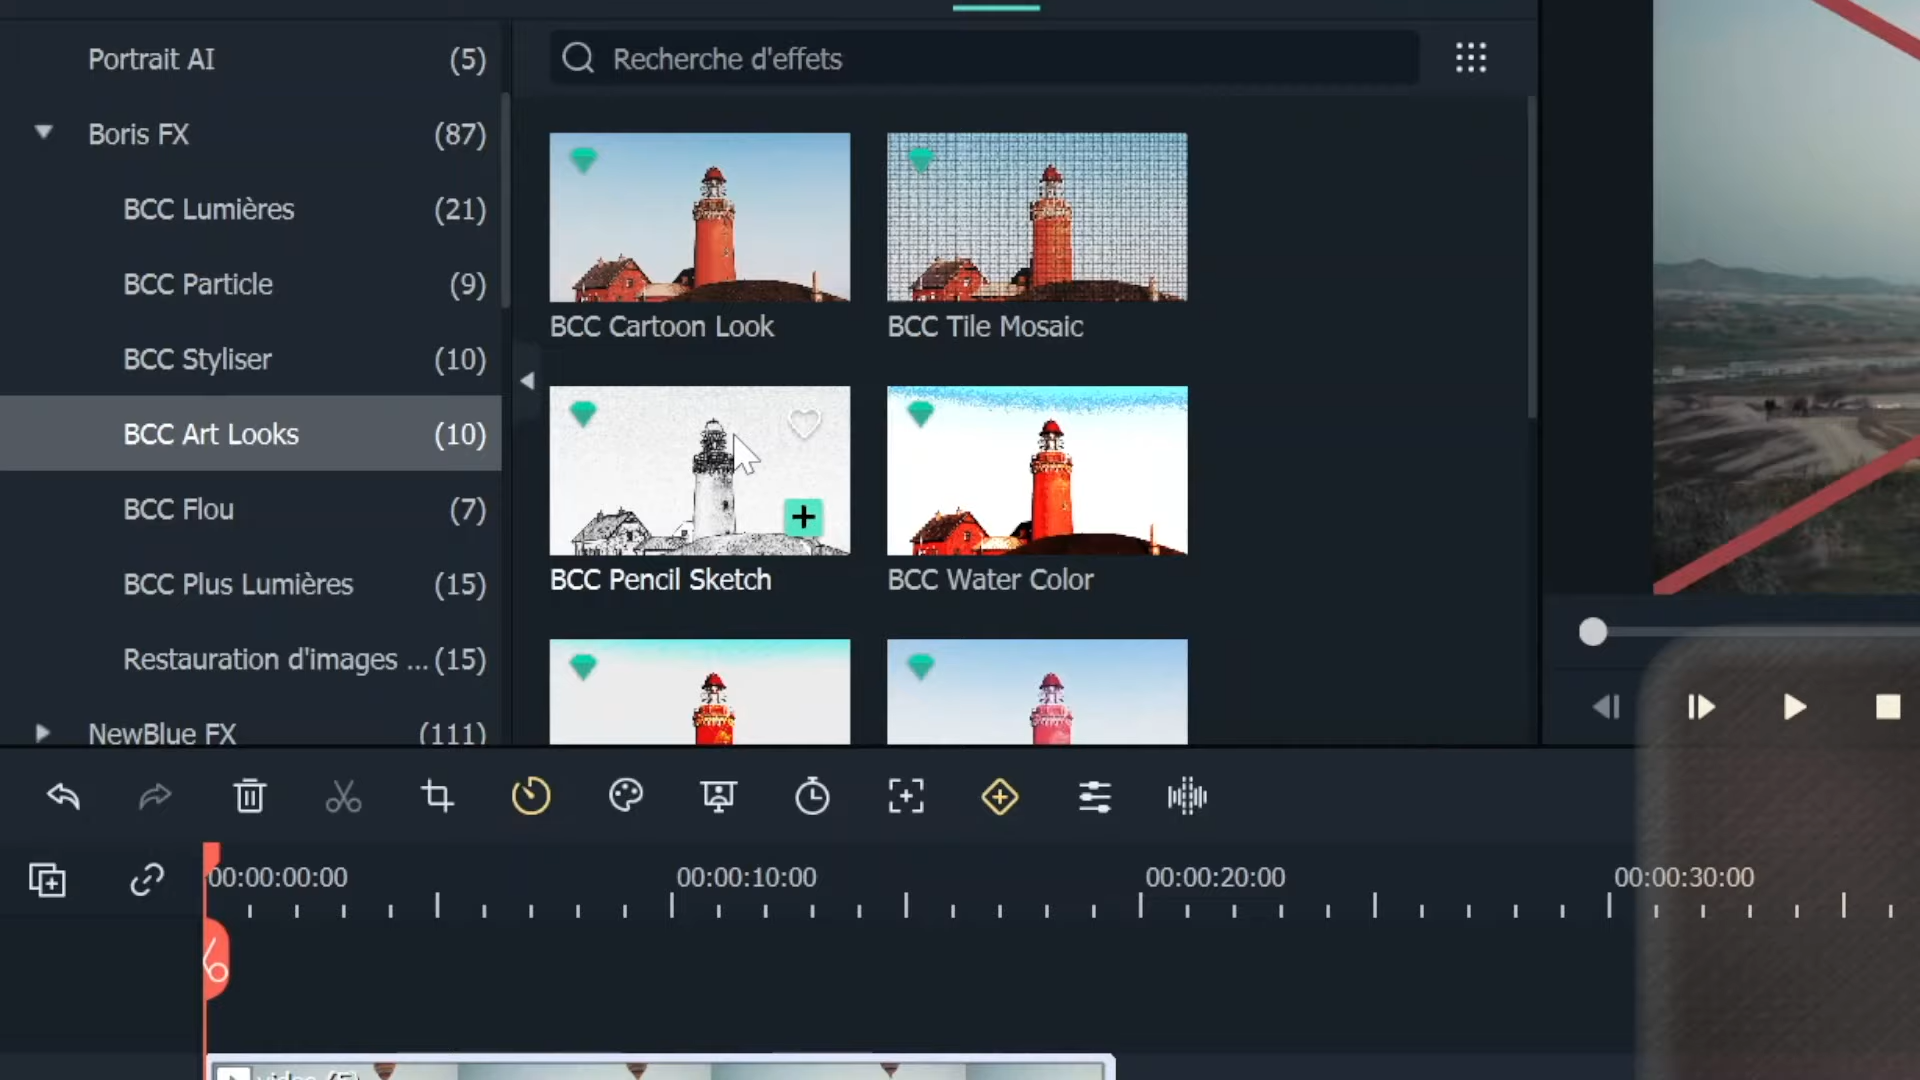 Portrait AI (5)
Boris FX (87)
BCC Lumières (21)
BCC Particle (9)
BCC Styliser (10)
BCC Art Looks (10)
BCC Flou (7)
BCC Plus Lumières (15)
Restauration d'images ... (15)
NewBlue FX (111)
Recherche d'effets
BCC Cartoon Look
BCC Tile Mosaic
BCC Pencil Sketch
BCC Water Color
00:00:00:00
00:00:10:00
00:00:20:00
00:00:30:00